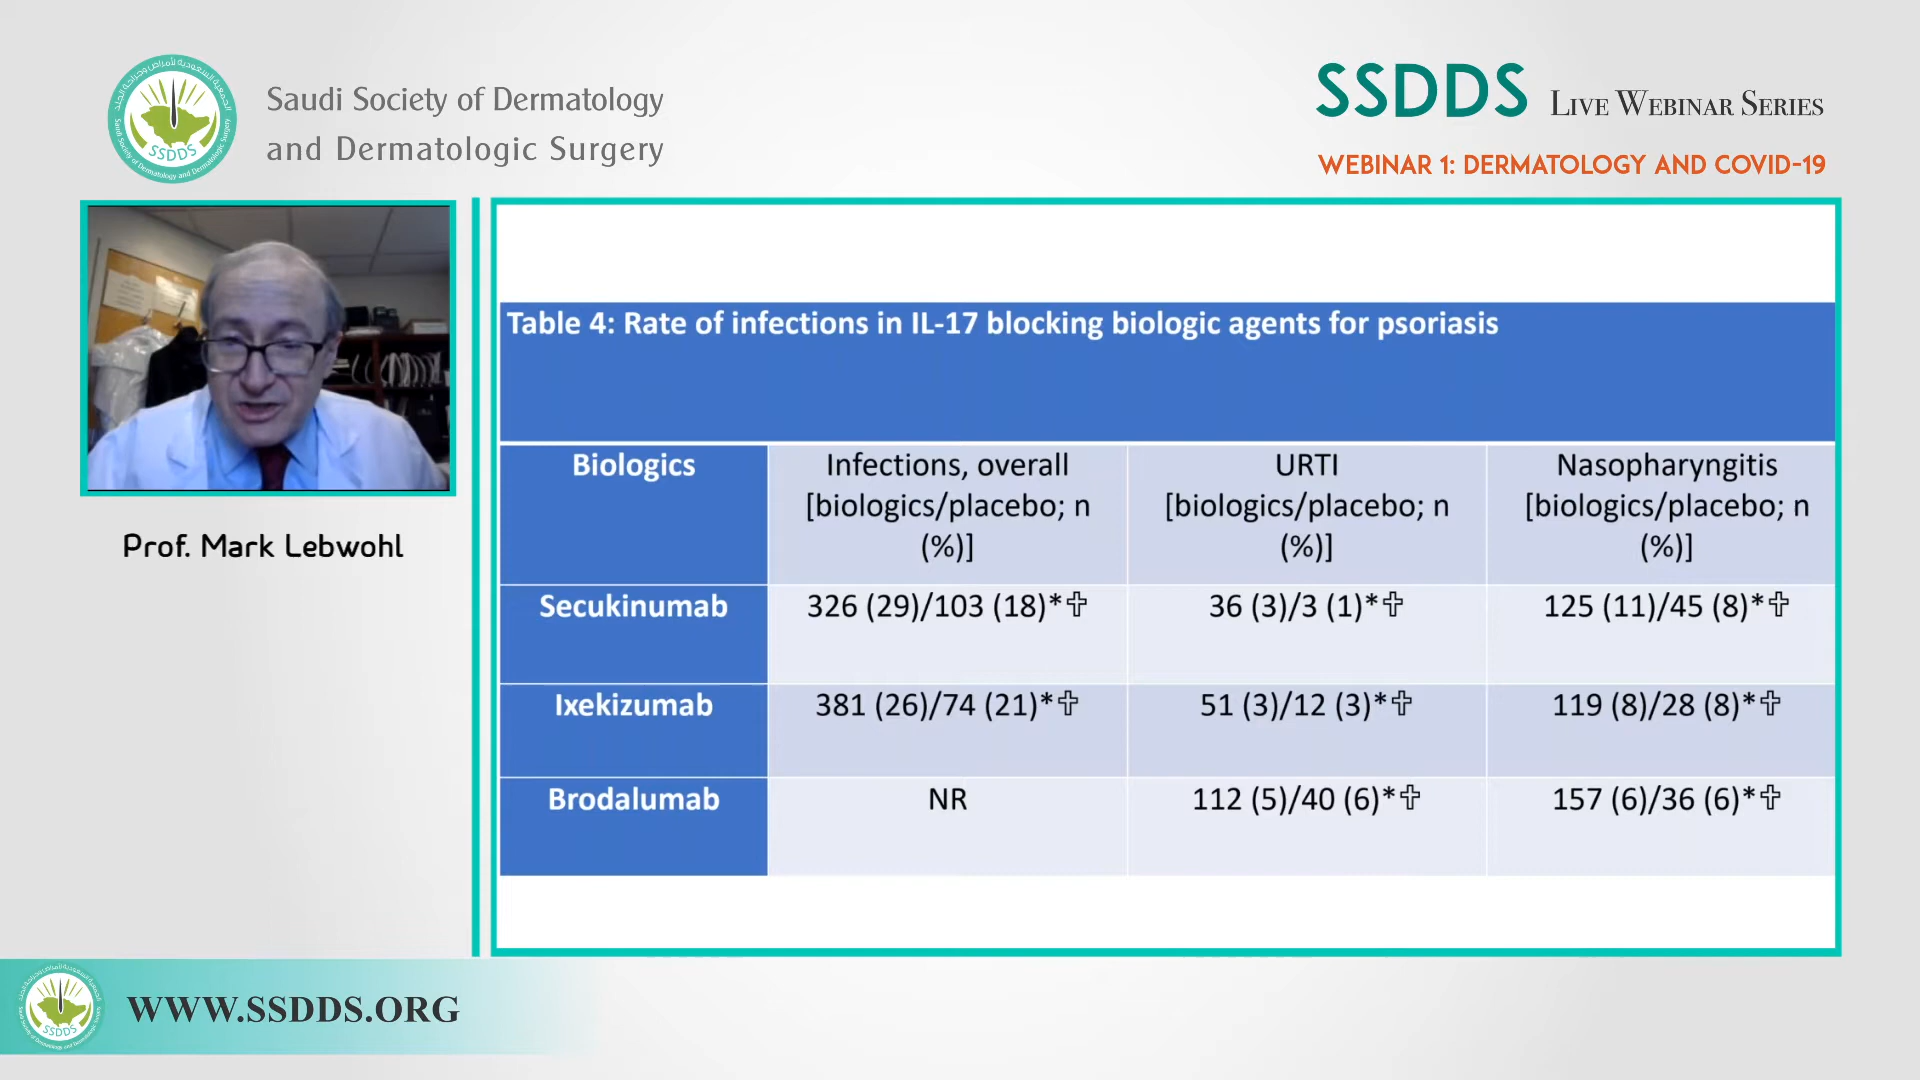 Saudi Society of Dermatology
and Dermatologic Surgery
SSDDS
SSDDS LIVE WEBINAR SERIES
WEBINAR 1: DERMATOLOGY AND COVID-19
Prof. Mark Lebwohl
Table 4: Rate of infections in IL-17 blocking biologic agents for psoriasis
Biologics
Infections, overall
[biologics/placebo; n
(%)]
URTI
[biologics/placebo; n
(%)]
Nasopharyngitis
[biologics/placebo; n
(%)]
Secukinumab
326 (29)/103 (18)*✞
36 (3)/3 (1)*✞
125 (11)/45 (8)*✞
Ixekizumab
381 (26)/74 (21)*✞
51 (3)/12 (3)*✞
119 (8)/28 (8)*✞
Brodalumab
NR
112 (5)/40 (6)*✞
157 (6)/36 (6)*✞
SSDDS
WWW.SSDDS.ORG